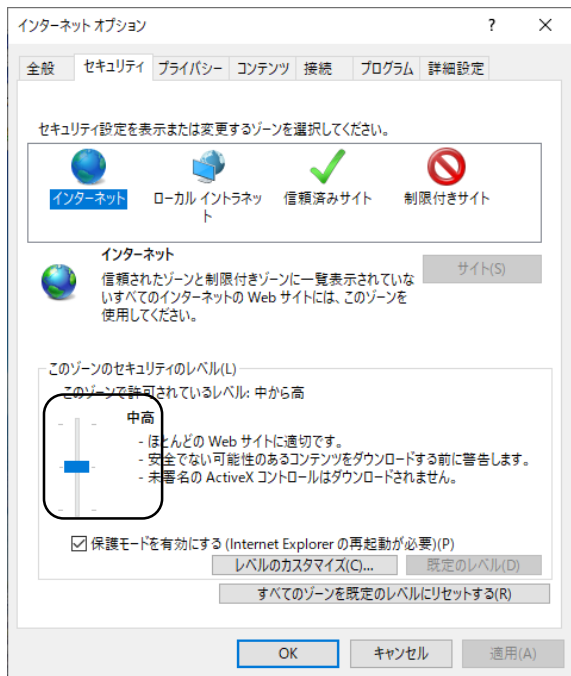 インターネット オプション
?
×
全般 セキュリティ プライバシー コンテンツ 接続 プログラム 詳細設定
セキュリティ設定を表示または変更するゾーンを選択してください。
インターネット
ローカル イントラネッ
ト
信頼済みサイト
制限付きサイト
インターネット
信頼されたゾーンと制限付きゾーンに一覧表示されていな
いすべてのインターネットの Web サイトには、このゾーンを
使用してください。
サイト(S)
このゾーンのセキュリティのレベル(L)
このゾーンで許可されているレベル: 中から高
中高
- ほとんどの Web サイトに適切です。
- 安全でない可能性のあるコンテンツをダウンロードする前に警告します。
- 未署名の ActiveX コントロールはダウンロードされません。
保護モードを有効にする (Internet Explorer の再起動が必要)(P)
レベルのカスタマイズ(C)... 既定のレベル(D)
すべてのゾーンを既定のレベルにリセットする(R)
OK キャンセル 適用(A)